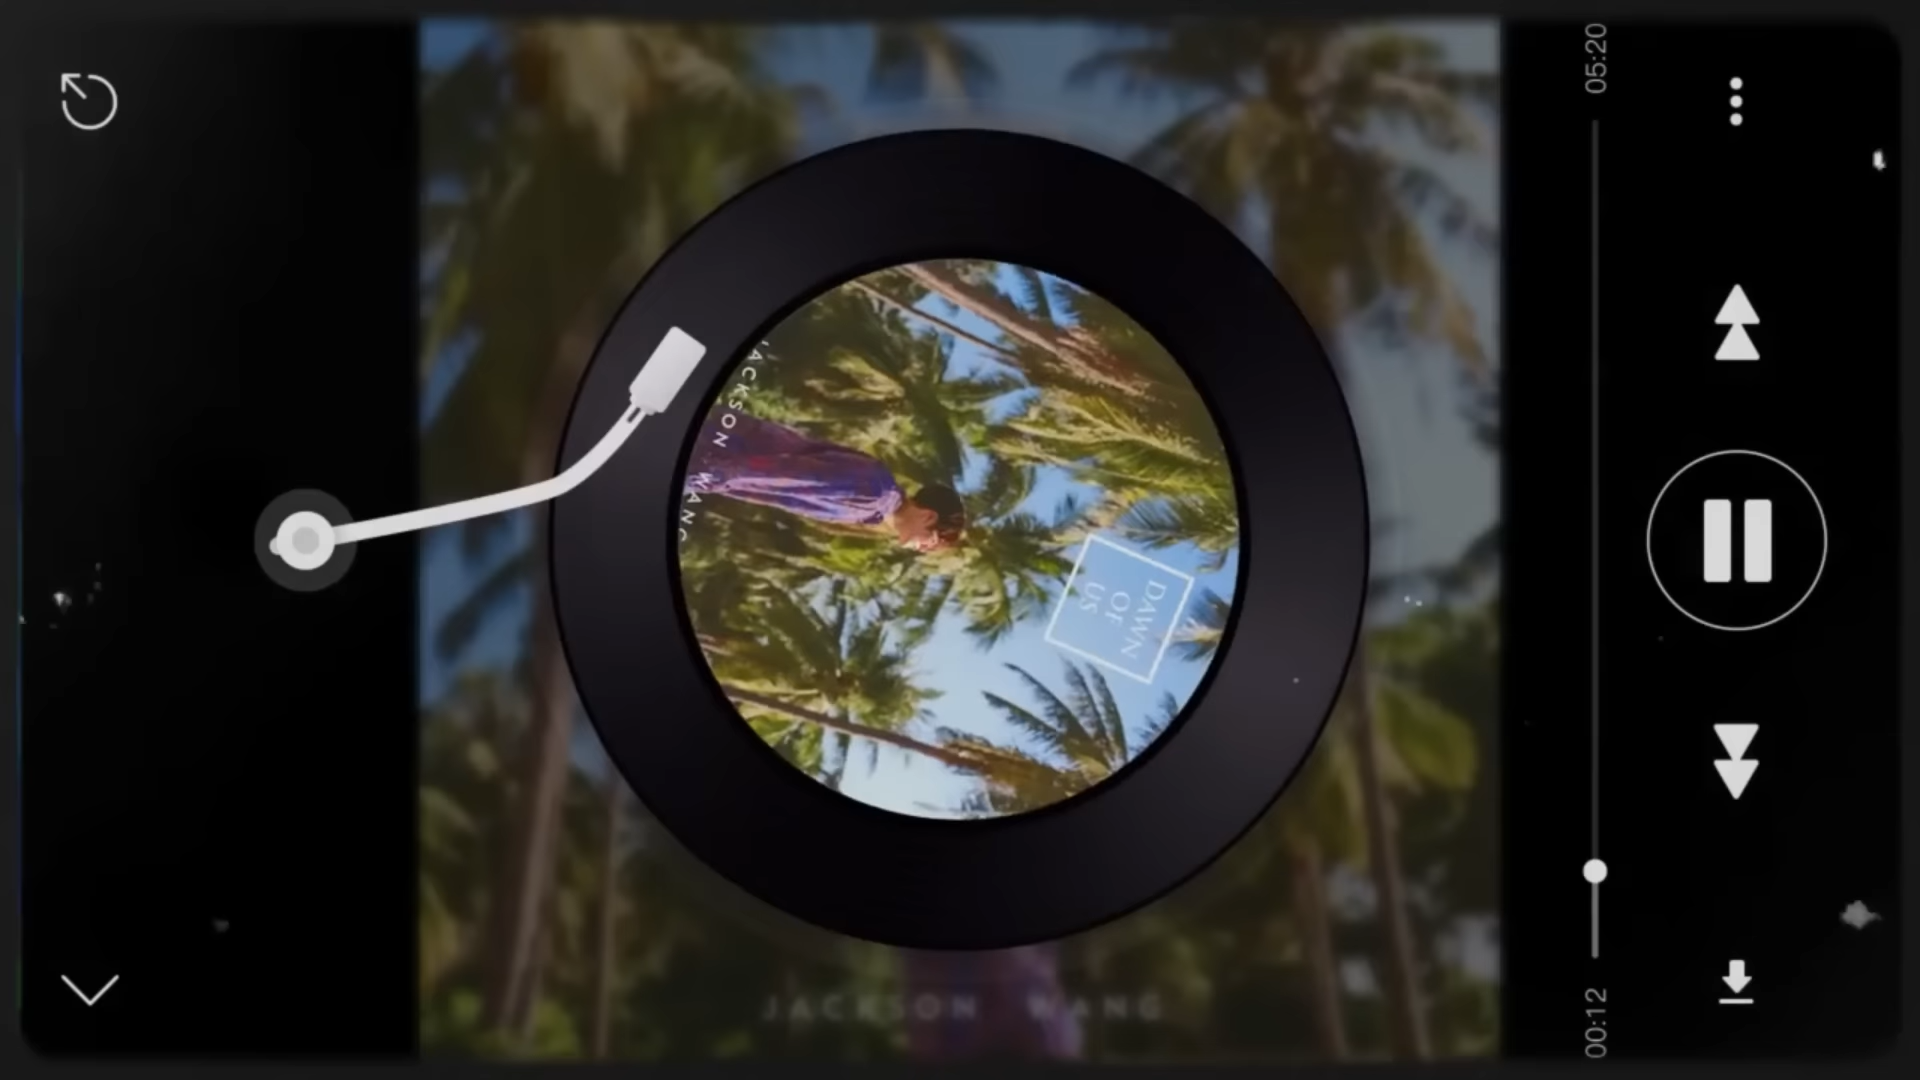 05:20
JACKSON WANG
DAWN
OF
US
JACKSON WANG
00:12